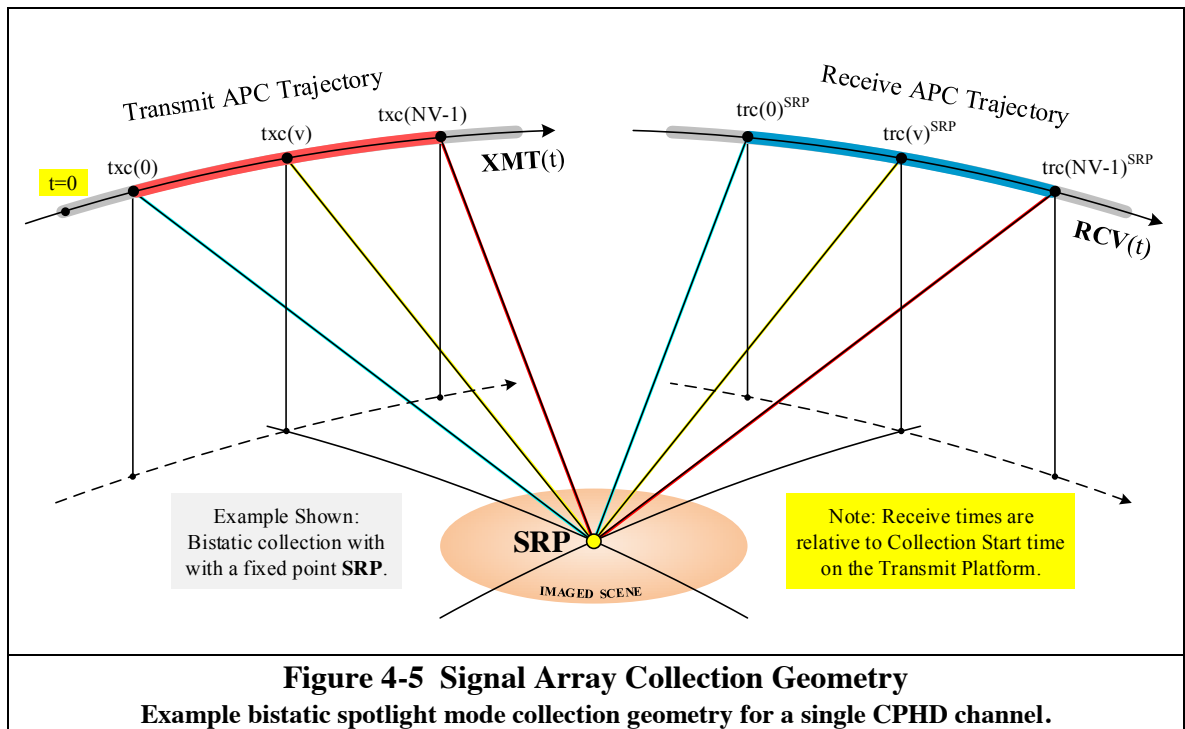 Transmit APC Trajectory
Receive APC Trajectory
txc(NV-1)
trc(0)^SRP
txc(v)
trc(v)^SRP
txc(0)
XMT(t)
trc(NV-1)^SRP
t=0
RCV(t)
Example Shown:
Bistatic collection with
with a fixed point SRP.
SRP
IMAGED SCENE
Note: Receive times are
relative to Collection Start time
on the Transmit Platform.
Figure 4-5 Signal Array Collection Geometry
Example bistatic spotlight mode collection geometry for a single CPHD channel.